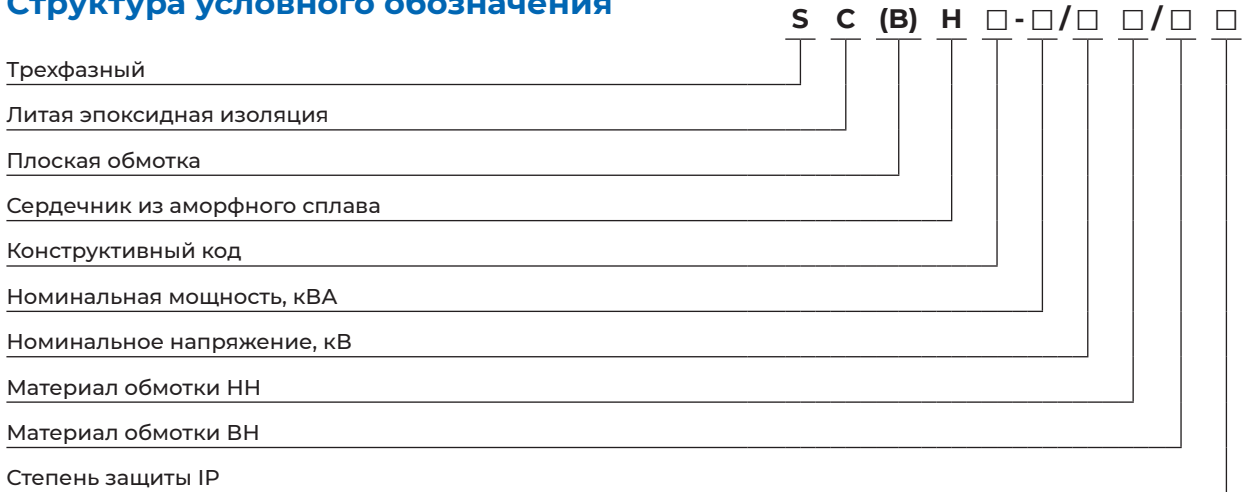 Структура условного обозначения
S C (B) H □-□/□ □/□ □
Трехфазный
Литая эпоксидная изоляция
Плоская обмотка
Сердечник из аморфного сплава
Конструктивный код
Номинальная мощность, кВА
Номинальное напряжение, кВ
Материал обмотки НН
Материал обмотки ВН
Степень защиты IP